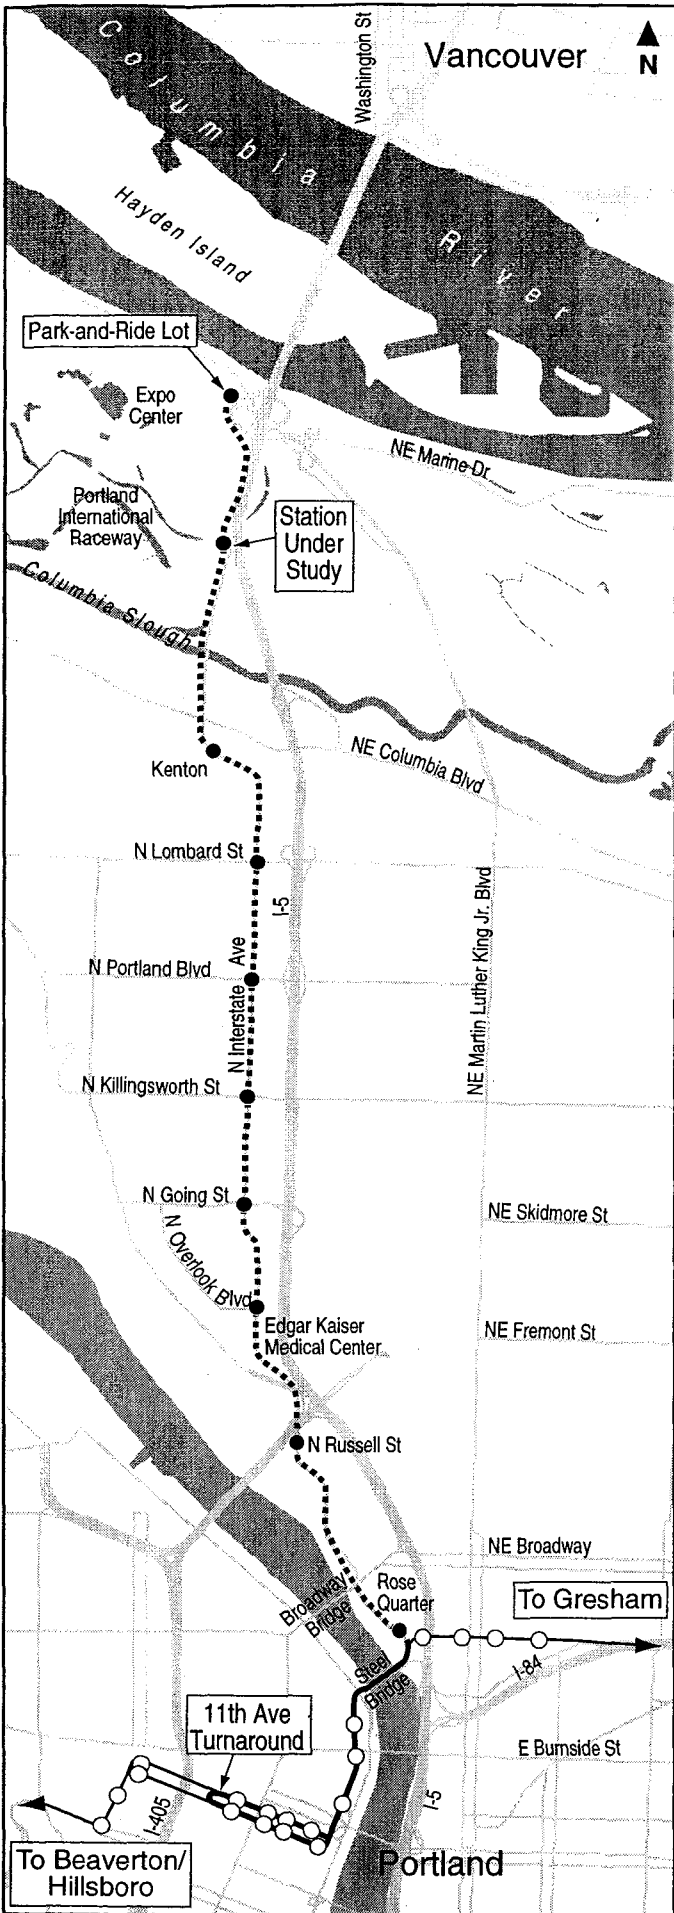 Vancouver
N
Washington St
Columbia River
Hayden Island
Park-and-Ride Lot
Expo
Center
NE Marine Dr
Portland
International
Raceway
Station
Under
Study
Columbia Slough
NE Columbia Blvd
Kenton
N Lombard St
I-5
NE Martin Luther King Jr. Blvd
N Portland Blvd
N Interstate Ave
N Killingsworth St
N Going St
NE Skidmore St
N Overlook Blvd
Edgar Kaiser
Medical Center
NE Fremont St
N Russell St
NE Broadway
Broadway
Bridge
Rose
Quarter
To Gresham
Steel
Bridge
I-84
11th Ave
Turnaround
E Burnside St
I-405
I-5
To Beaverton/
Hillsboro
Portland